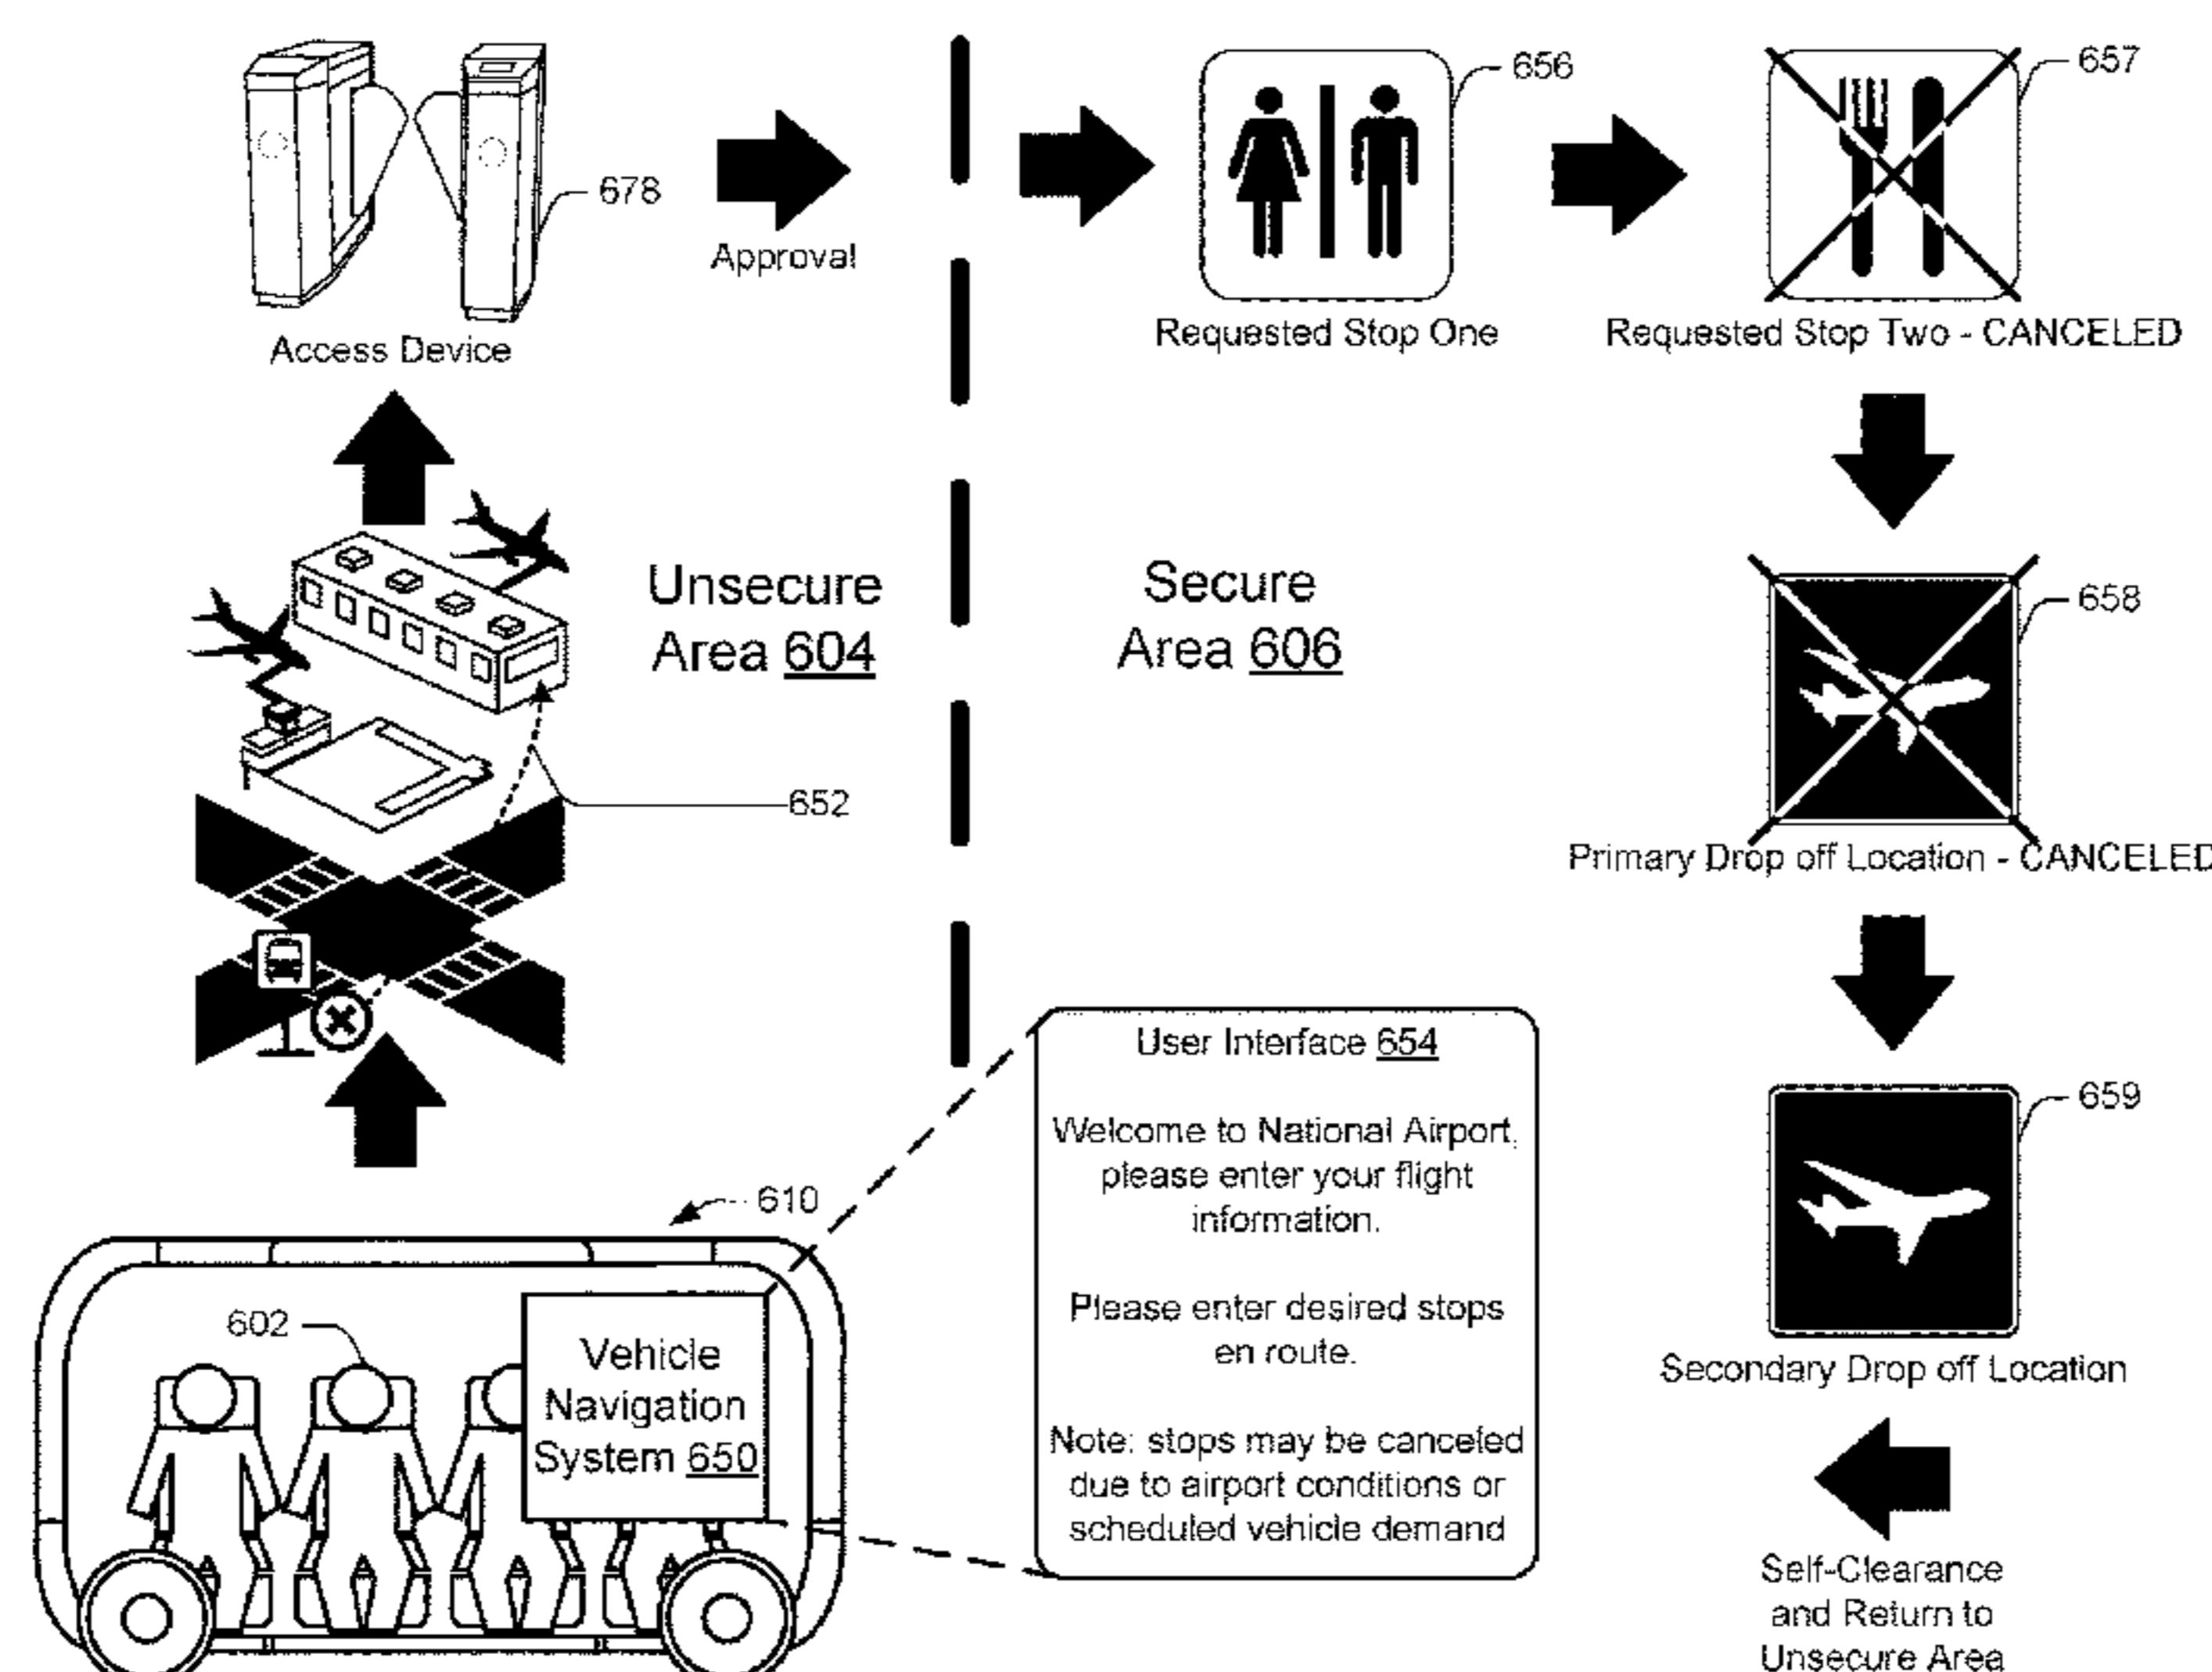 656
657
678
Approval
Access Device
Requested Stop One
Requested Stop Two - CANCELED
Unsecure
Area 604
Secure
Area 606
658
652
Primary Drop off Location - CANCELED
User Interface 654
Welcome to National Airport,
please enter your flight
information.
Please enter desired stops
en route.
Note: stops may be canceled
due to airport conditions or
scheduled vehicle demand
659
610
602
Vehicle
Navigation
System 650
Secondary Drop off Location
Self-Clearance
and Return to
Unsecure Area